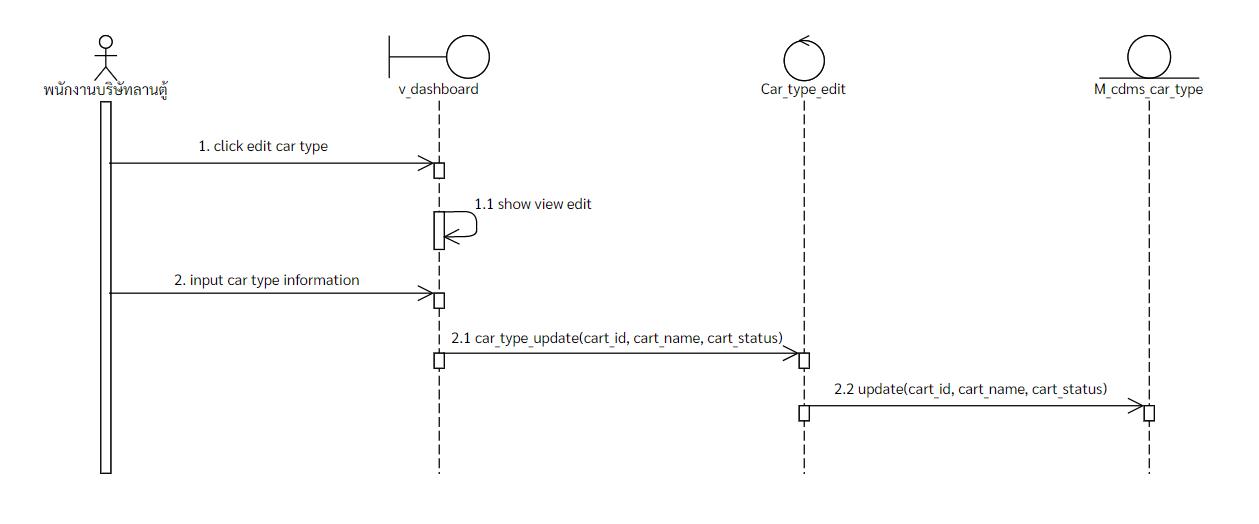 พนักงานบริษัทลานตู้
v_dashboard
Car_type_edit
M_cdms_car_type
1. click edit car type
1.1 show view edit
2. input car type information
2.1 car_type_update(cart_id, cart_name, cart_status)
2.2 update(cart_id, cart_name, cart_status)